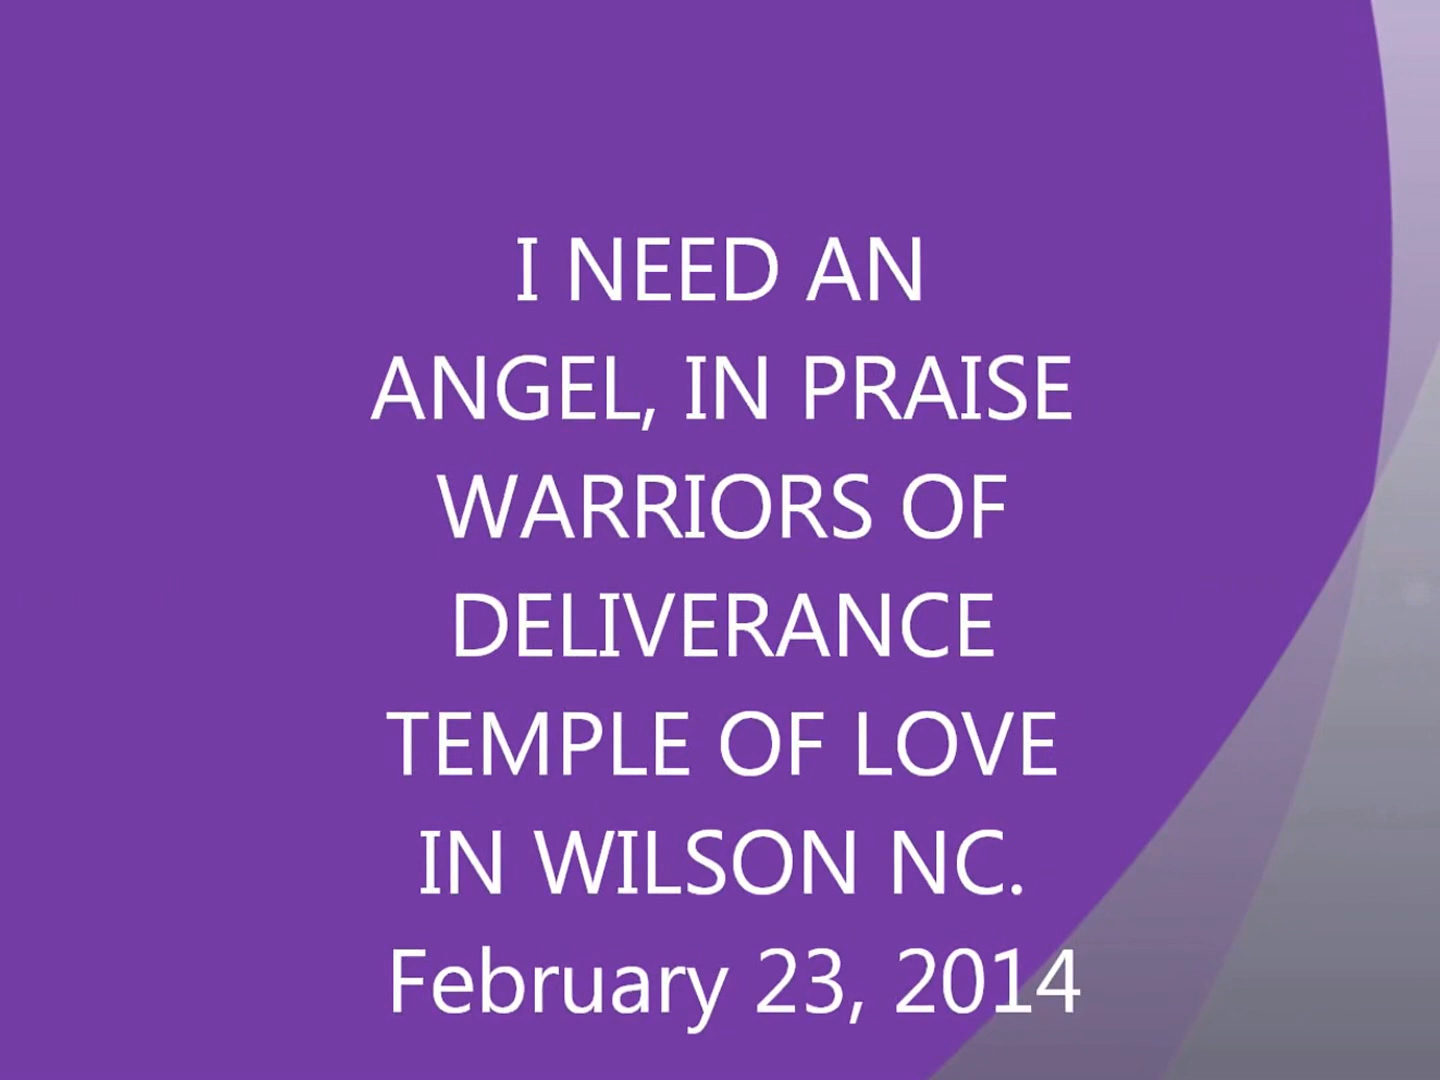 I NEED AN
ANGEL, IN PRAISE
WARRIORS OF
DELIVERANCE
TEMPLE OF LOVE
IN WILSON NC.
February 23, 2014